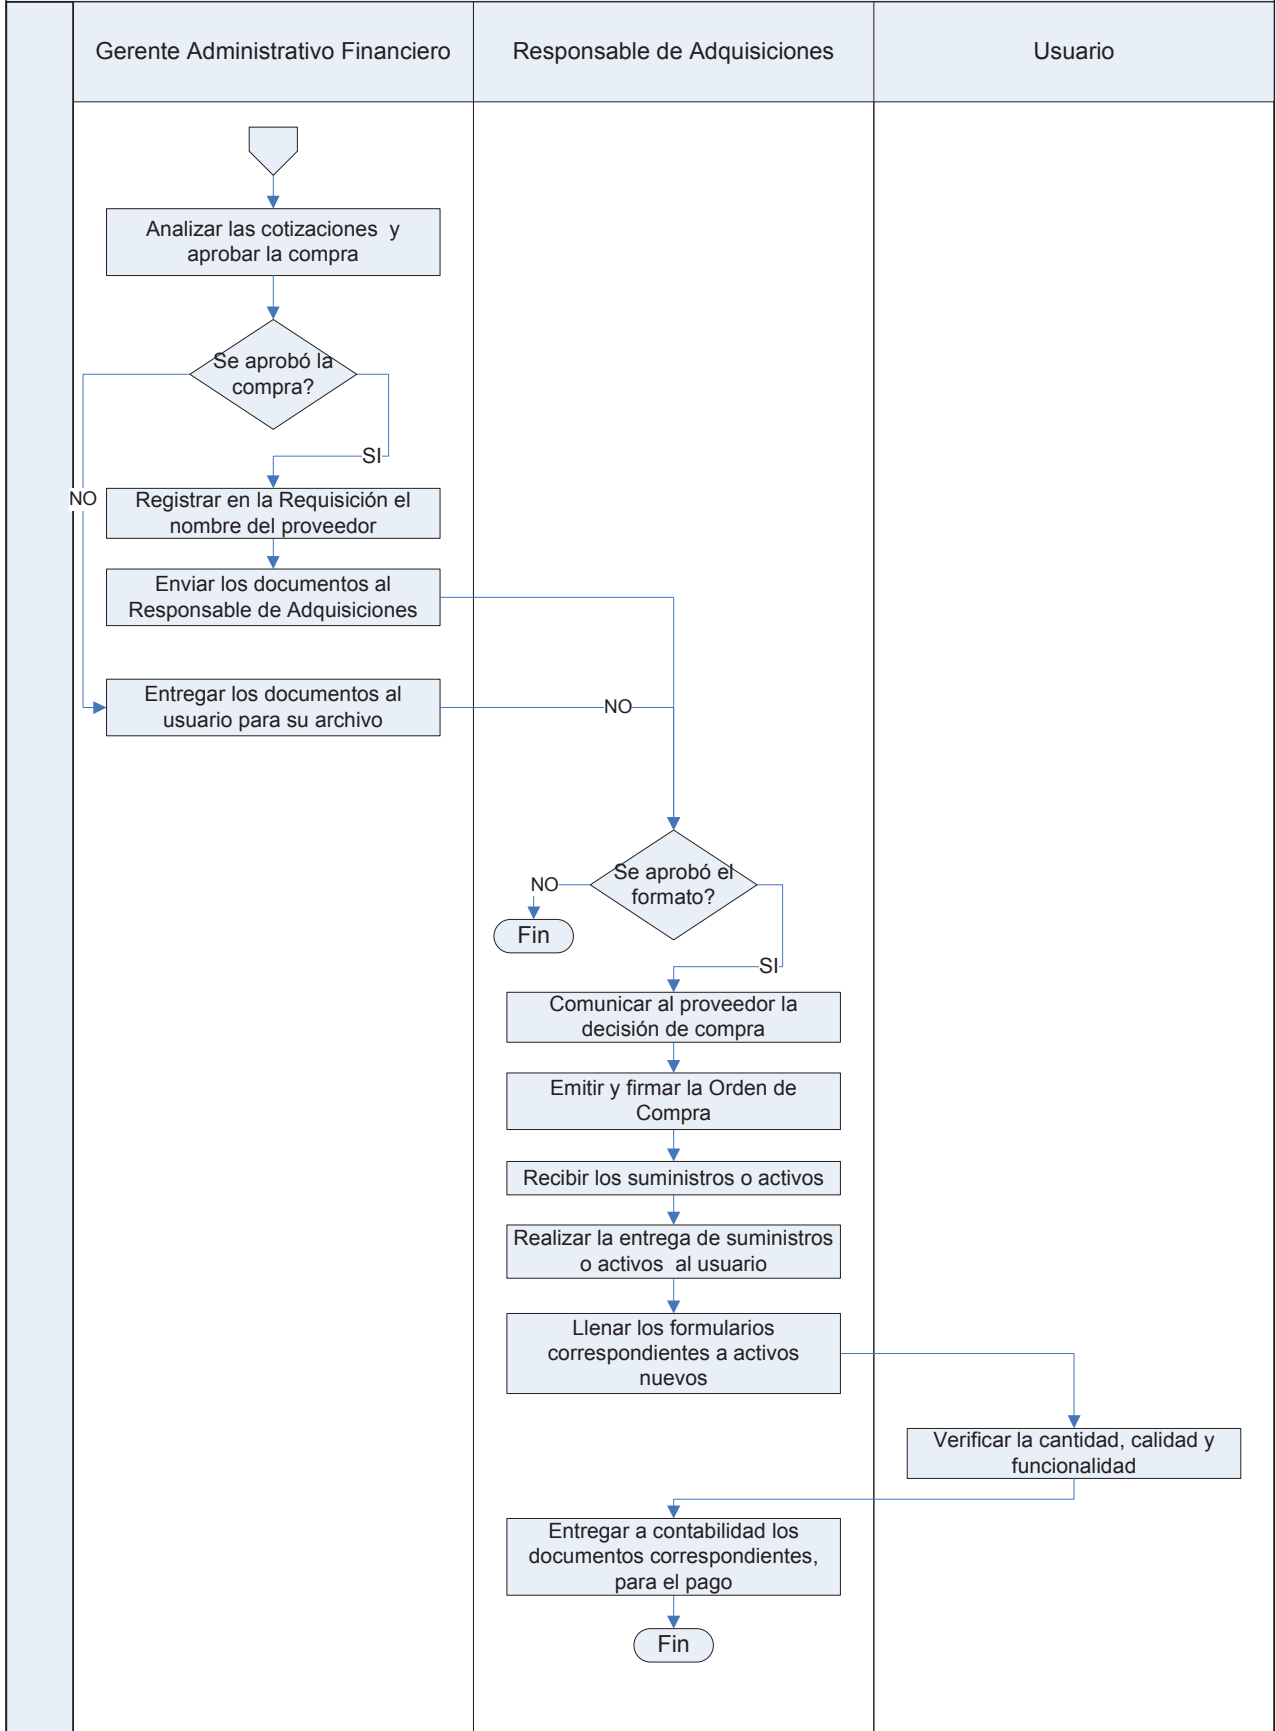 Gerente Administrativo Financiero
Responsable de Adquisiciones
Usuario
Analizar las cotizaciones y
aprobar la compra
Se aprobó la
compra?
SI
NO
Registrar en la Requisición el
nombre del proveedor
Enviar los documentos al
Responsable de Adquisiciones
Entregar los documentos al
usuario para su archivo
NO
Se aprobó el
formato?
NO
Fin
SI
Comunicar al proveedor la
decisión de compra
Emitir y firmar la Orden de
Compra
Recibir los suministros o activos
Realizar la entrega de suministros
o activos al usuario
Llenar los formularios
correspondientes a activos
nuevos
Verificar la cantidad, calidad y
funcionalidad
Entregar a contabilidad los
documentos correspondientes,
para el pago
Fin